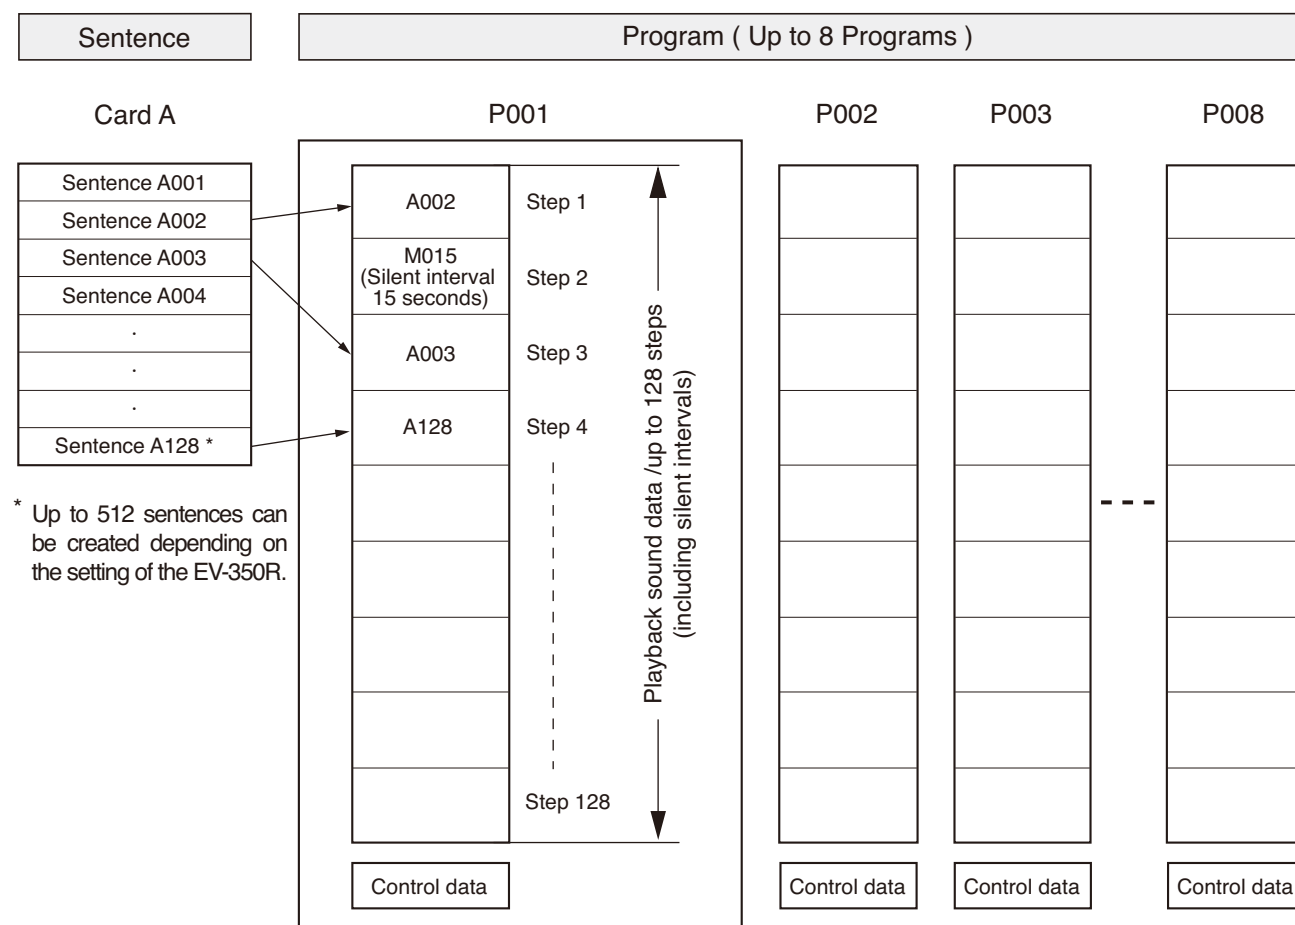 Sentence
Program ( Up to 8 Programs )
Card A
P001
P002
P003
P008
Sentence A001
Sentence A002
Sentence A003
Sentence A004
.
.
.
Sentence A128 *
* Up to 512 sentences can
be created depending on
the setting of the EV-350R.
A002
Step 1
M015
(Silent interval
15 seconds)
Step 2
A003
Step 3
A128
Step 4
Step 128
Playback sound data /up to 128 steps
(including silent intervals)
Control data
Control data
Control data
Control data